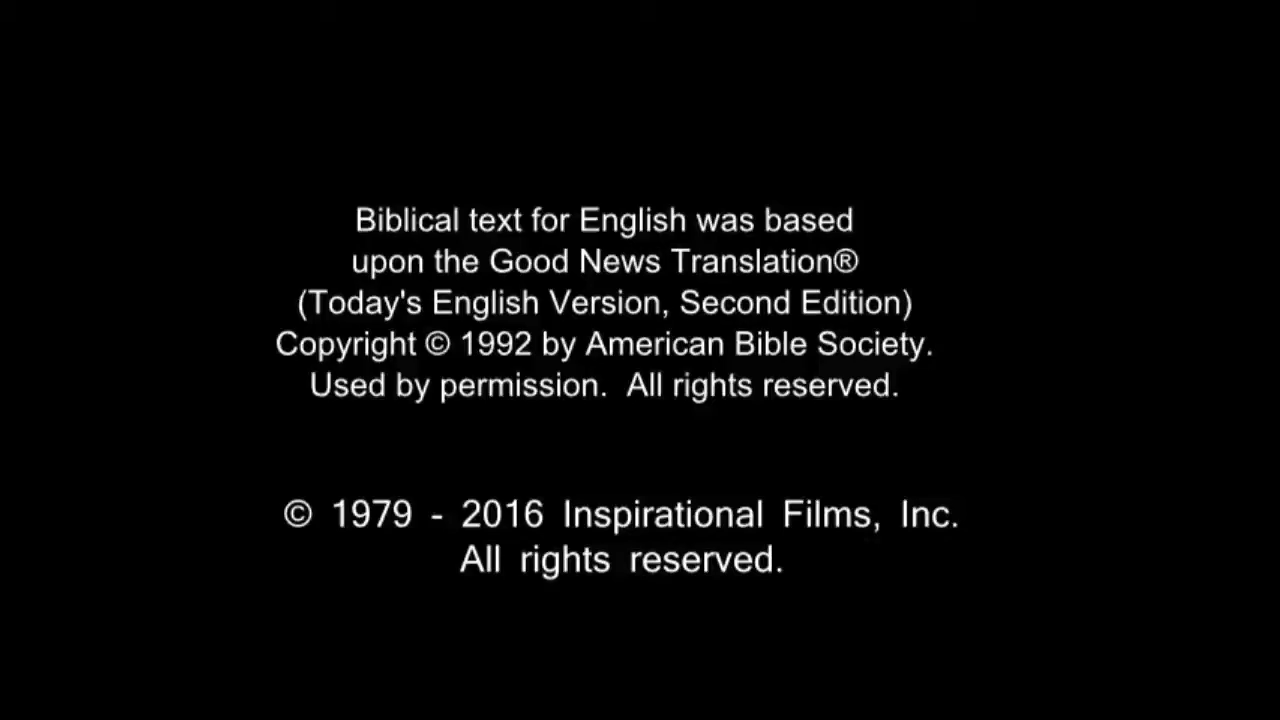 Biblical text for English was based
upon the Good News Translation®
(Today's English Version, Second Edition)
Copyright © 1992 by American Bible Society.
Used by permission.  All rights reserved.
© 1979 - 2016 Inspirational Films, Inc.
All rights reserved.